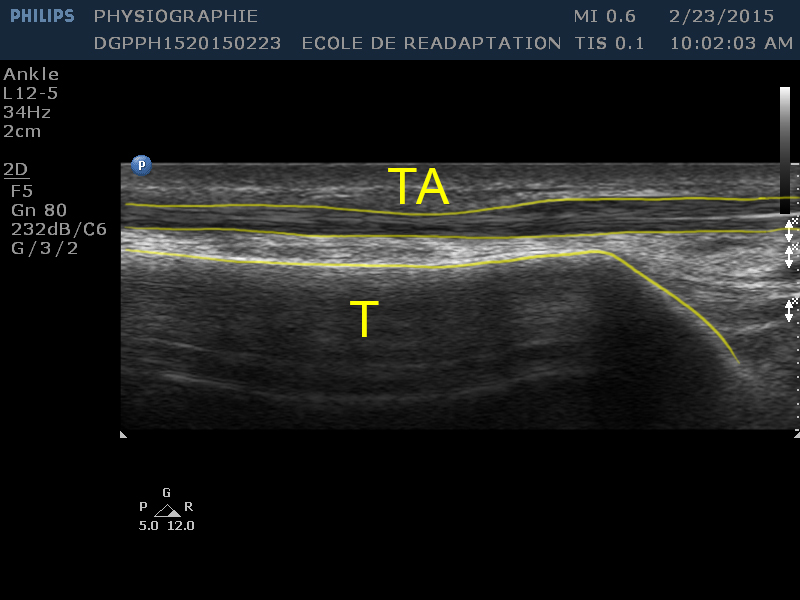 PHILIPS PHYSIOGRAPHIE MI 0.6 2/23/2015
DGPPH1520150223 ECOLE DE READAPTATION TIS 0.1 10:02:03 AM
Ankle
L12-5
34Hz
2cm
2D
F5
Gn 80
232dB/C6
G/3/2
P
TA
T
G
P R
5.0 12.0